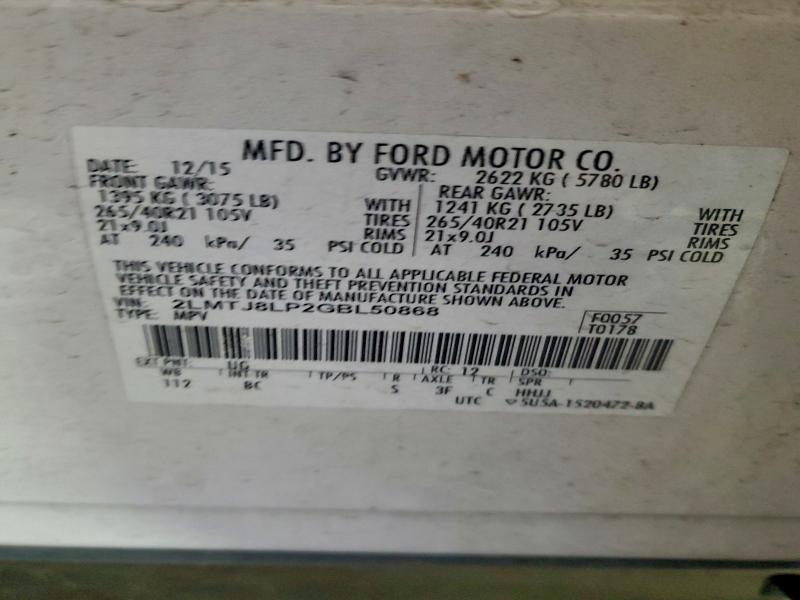 MFD. BY FORD MOTOR CO.
DATE: 12/15 GVWR: 2622 KG ( 5780 LB)
FRONT GAWR: REAR GAWR:
1395 KG ( 3075 LB) WITH 1241 KG ( 2735 LB) WITH
265/40R21 105V TIRES 265/40R21 105V TIRES
21x9.0J RIMS 21x9.0J RIMS
AT 240 kPa/ 35 PSI COLD AT 240 kPa/ 35 PSI COLD
THIS VEHICLE CONFORMS TO ALL APPLICABLE FEDERAL MOTOR
VEHICLE SAFETY AND THEFT PREVENTION STANDARDS IN
EFFECT ON THE DATE OF MANUFACTURE SHOWN ABOVE.
VIN: 2LMTJ8LP2GBL50868 F0057
TYPE: MPV T0178
EXT PNT: UG RC: 12 DSO:
WB INT TR TP/PS R AXLE TR SPR
112 BC S 3F C HHJJ
UTC SU5A-1520472-BA